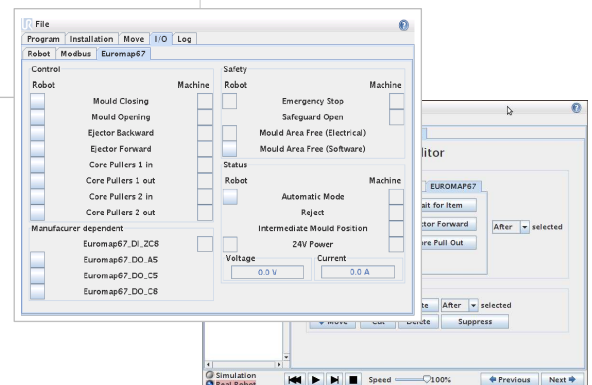 File
Program Installation Move I/O Log
Robot Modbus Euromap67
Control
Robot Machine
Mould Closing
Mould Opening
Ejector Backward
Ejector Forward
Core Pullers 1 in
Core Pullers 1 out
Core Pullers 2 in
Core Pullers 2 out
Manufacurer dependent
Euromap67_DI_ZC8
Euromap67_DO_A5
Euromap67_DO_C5
Euromap67_DO_C8
Safety
Robot Machine
Emergency Stop
Safeguard Open
Mould Area Free (Electrical)
Mould Area Free (Software)
Status
Robot Machine
Automatic Mode
Reject
Intermediate Mould Position
24V Power
Voltage Current
0.0 V 0.0 A
litor
EUROMAP67
ait for Item
ctor Forward
re Pull Out
After selected
te After selected
Move Cut Delete Suppress
Simulation
Real Robot
Speed 100%
Previous Next